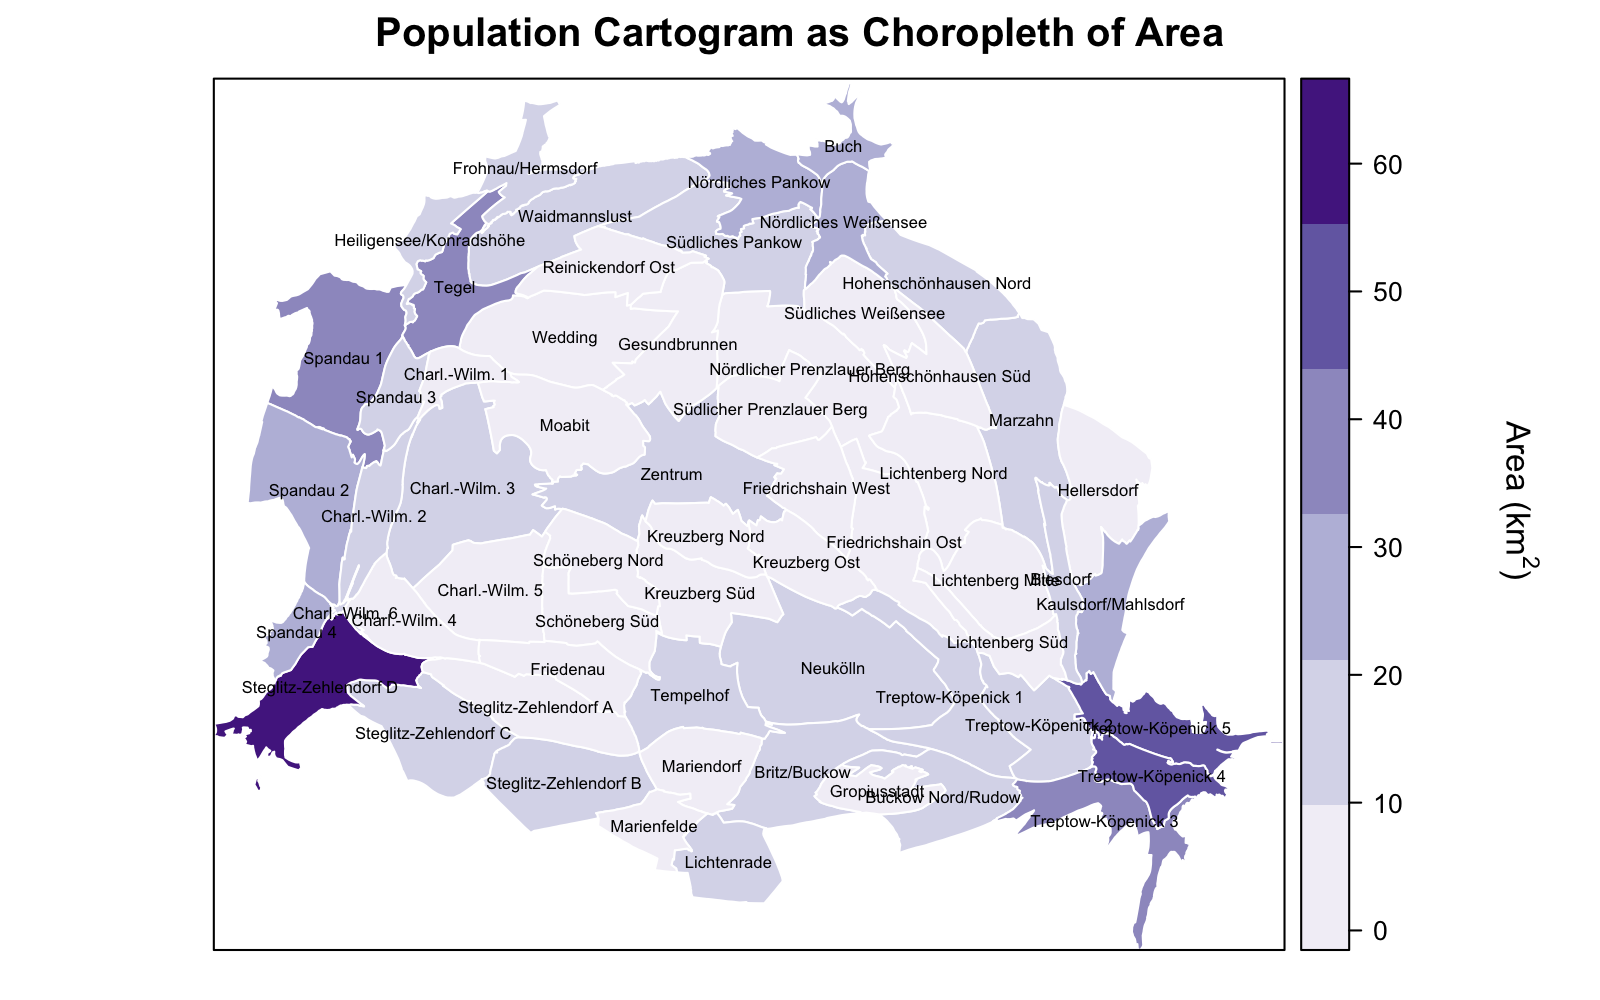 Population Cartogram as Choropleth of Area
Buch
Frohnau/Hermsdorf
Nördliches Pankow
Waidmannslust
Nördliches Weißensee
Heiligensee/Konradshöhe
Südliches Pankow
Reinickendorf Ost
Hohenschönhausen Nord
Tegel
Südliches Weißensee
Wedding
Gesundbrunnen
Spandau 1
Nördlicher Prenzlauer Berg
Charl.-Wilm. 1
Hohenschönhausen Süd
Spandau 3
Südlicher Prenzlauer Berg
Marzahn
Moabit
Zentrum
Lichtenberg Nord
Charl.-Wilm. 3
Friedrichshain West
Spandau 2
Hellersdorf
Charl.-Wilm. 2
Kreuzberg Nord
Friedrichshain Ost
Schöneberg Nord
Kreuzberg Ost
Lichtenberg Mitte
Biesdorf
Charl.-Wilm. 5
Kreuzberg Süd
Kaulsdorf/Mahlsdorf
Charl.-Wilm. 6
Charl.-Wilm. 4
Schöneberg Süd
Spandau 4
Lichtenberg Süd
Friedenau
Neukölln
Steglitz-Zehlendorf D
Tempelhof
Treptow-Köpenick 1
Steglitz-Zehlendorf A
Treptow-Köpenick 2
Treptow-Köpenick 5
Steglitz-Zehlendorf C
Mariendorf
Britz/Buckow
Treptow-Köpenick 4
Steglitz-Zehlendorf B
Gropiusstadt
Buckow Nord/Rudow
Treptow-Köpenick 3
Marienfelde
Lichtenrade
60
50
40
30
20
10
0
Area (km²)